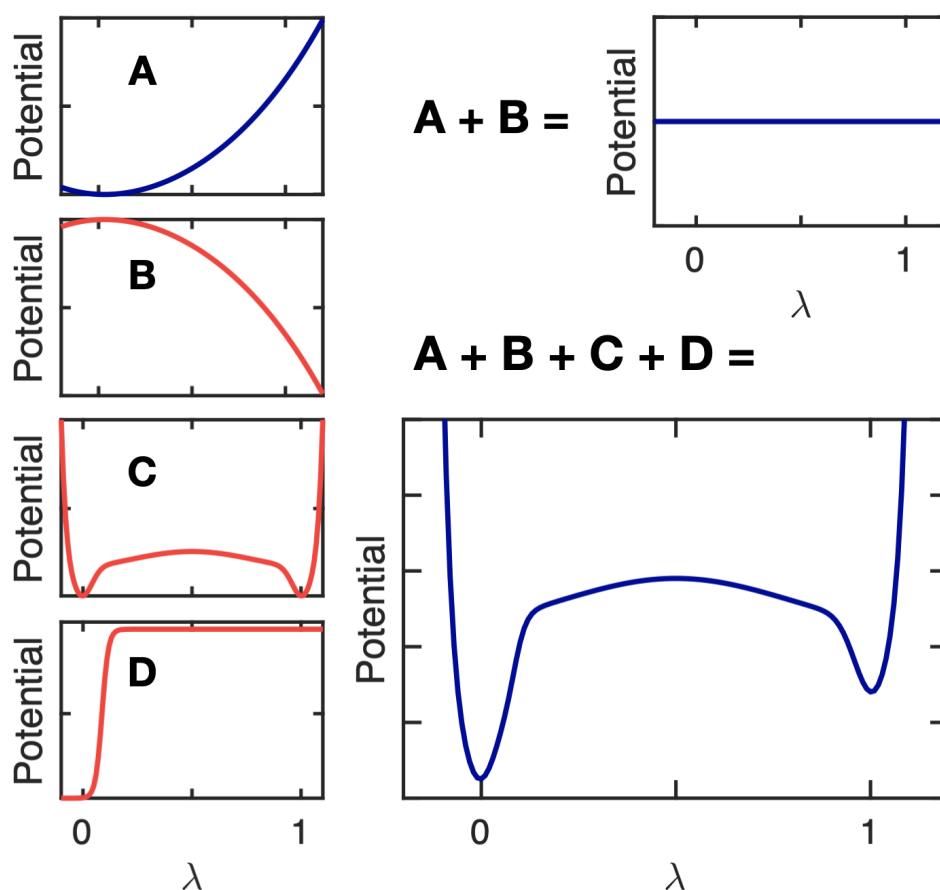 Potential
A
Potential
B
Potential
C
Potential
D
0
1
λ
A + B =
Potential
0
1
λ
A + B + C + D =
Potential
0
1
λ